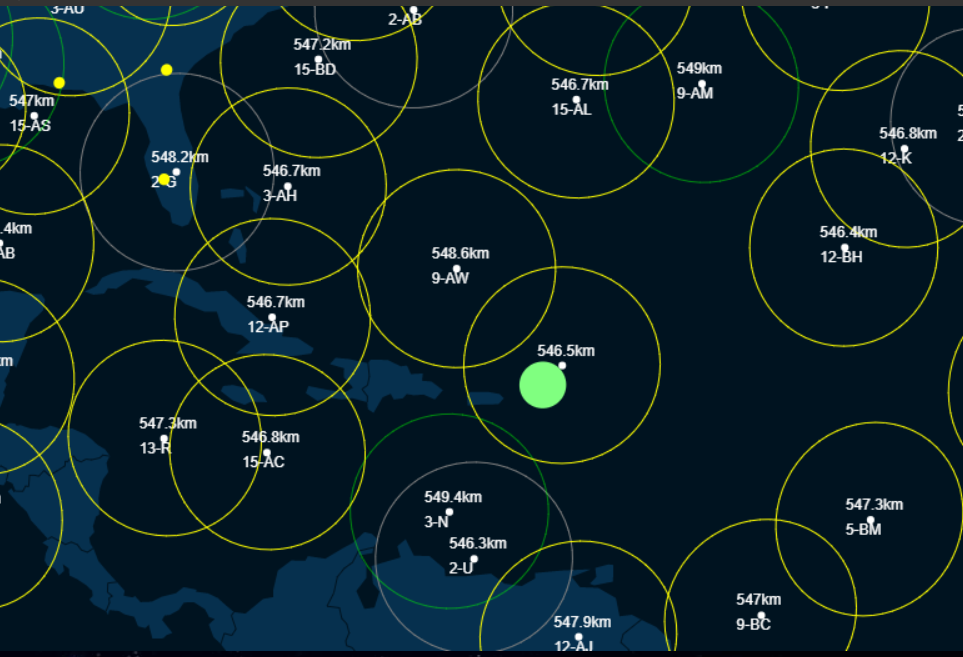 3-AU
2-AB
547.2km
15-BD
549km
9-AM
546.7km
15-AL
547km
15-AS
546.8km
12-K
548.2km
2-G
546.7km
3-AH
.4km
AB
546.4km
12-BH
548.6km
9-AW
546.7km
12-AP
546.5km
m
547.3km
13-R
546.8km
15-AC
549.4km
3-N
547.3km
5-BM
546.3km
2-U
547km
9-BC
547.9km
12-AJ